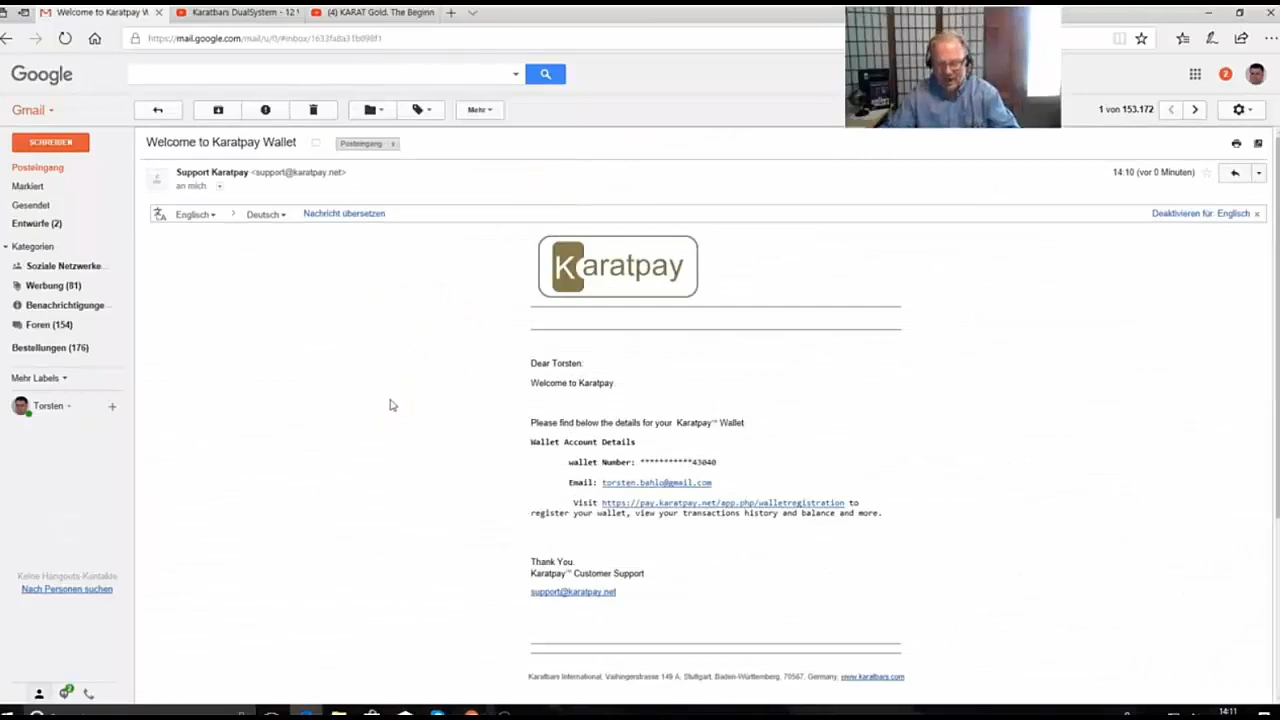 Welcome to Karatpay W
Karatbars DualSystem - 12
(4) KARAT Gold. The Beginn
https://mail.google.com/mail/u/0/#inbox/1633fa8a31b098f1
Google
Gmail
Mehr
1 von 153.172
2
SCHREIBEN
Posteingang
Markiert
Gesendet
Entwürfe (2)
Kategorien
Soziale Netzwerke...
Werbung (81)
Benachrichtigunge...
Foren (154)
Bestellungen (176)
Mehr Labels
Torsten
Keine Hangouts-Kontakte
Nach Personen suchen
Welcome to Karatpay Wallet
Posteingang x
Support Karatpay <support@karatpay.net>
an mich
14:10 (vor 0 Minuten)
Englisch
Deutsch
Nachricht übersetzen
Deaktivieren für: Englisch x
Karatpay
Dear Torsten:
Welcome to Karatpay
Please find below the details for your Karatpay™ Wallet
Wallet Account Details
wallet Number: ***********43040
Email: torsten.bahlo@gmail.com
Visit https://pay.karatpay.net/app.php/walletregistration to
register your wallet, view your transactions history and balance and more.
Thank You.
Karatpay™ Customer Support
support@karatpay.net
Karatbars International, Vaihingerstrasse 149 A, Stuttgart, Baden-Württemberg, 70567, Germany, www.karatbars.com
14:11